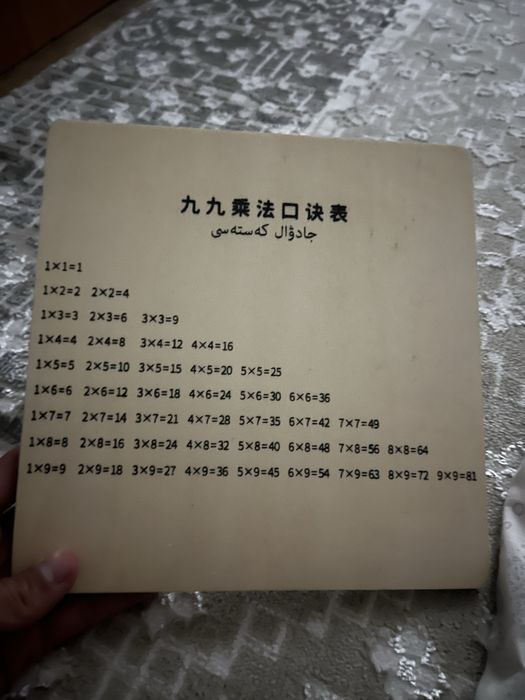 九九乘法口诀表
جادۋال كەستەسى
1×1=1
1×2=2 2×2=4
1×3=3 2×3=6 3×3=9
1×4=4 2×4=8 3×4=12 4×4=16
1×5=5 2×5=10 3×5=15 4×5=20 5×5=25
1×6=6 2×6=12 3×6=18 4×6=24 5×6=30 6×6=36
1×7=7 2×7=14 3×7=21 4×7=28 5×7=35 6×7=42 7×7=49
1×8=8 2×8=16 3×8=24 4×8=32 5×8=40 6×8=48 7×8=56 8×8=64
1×9=9 2×9=18 3×9=27 4×9=36 5×9=45 6×9=54 7×9=63 8×9=72 9×9=81